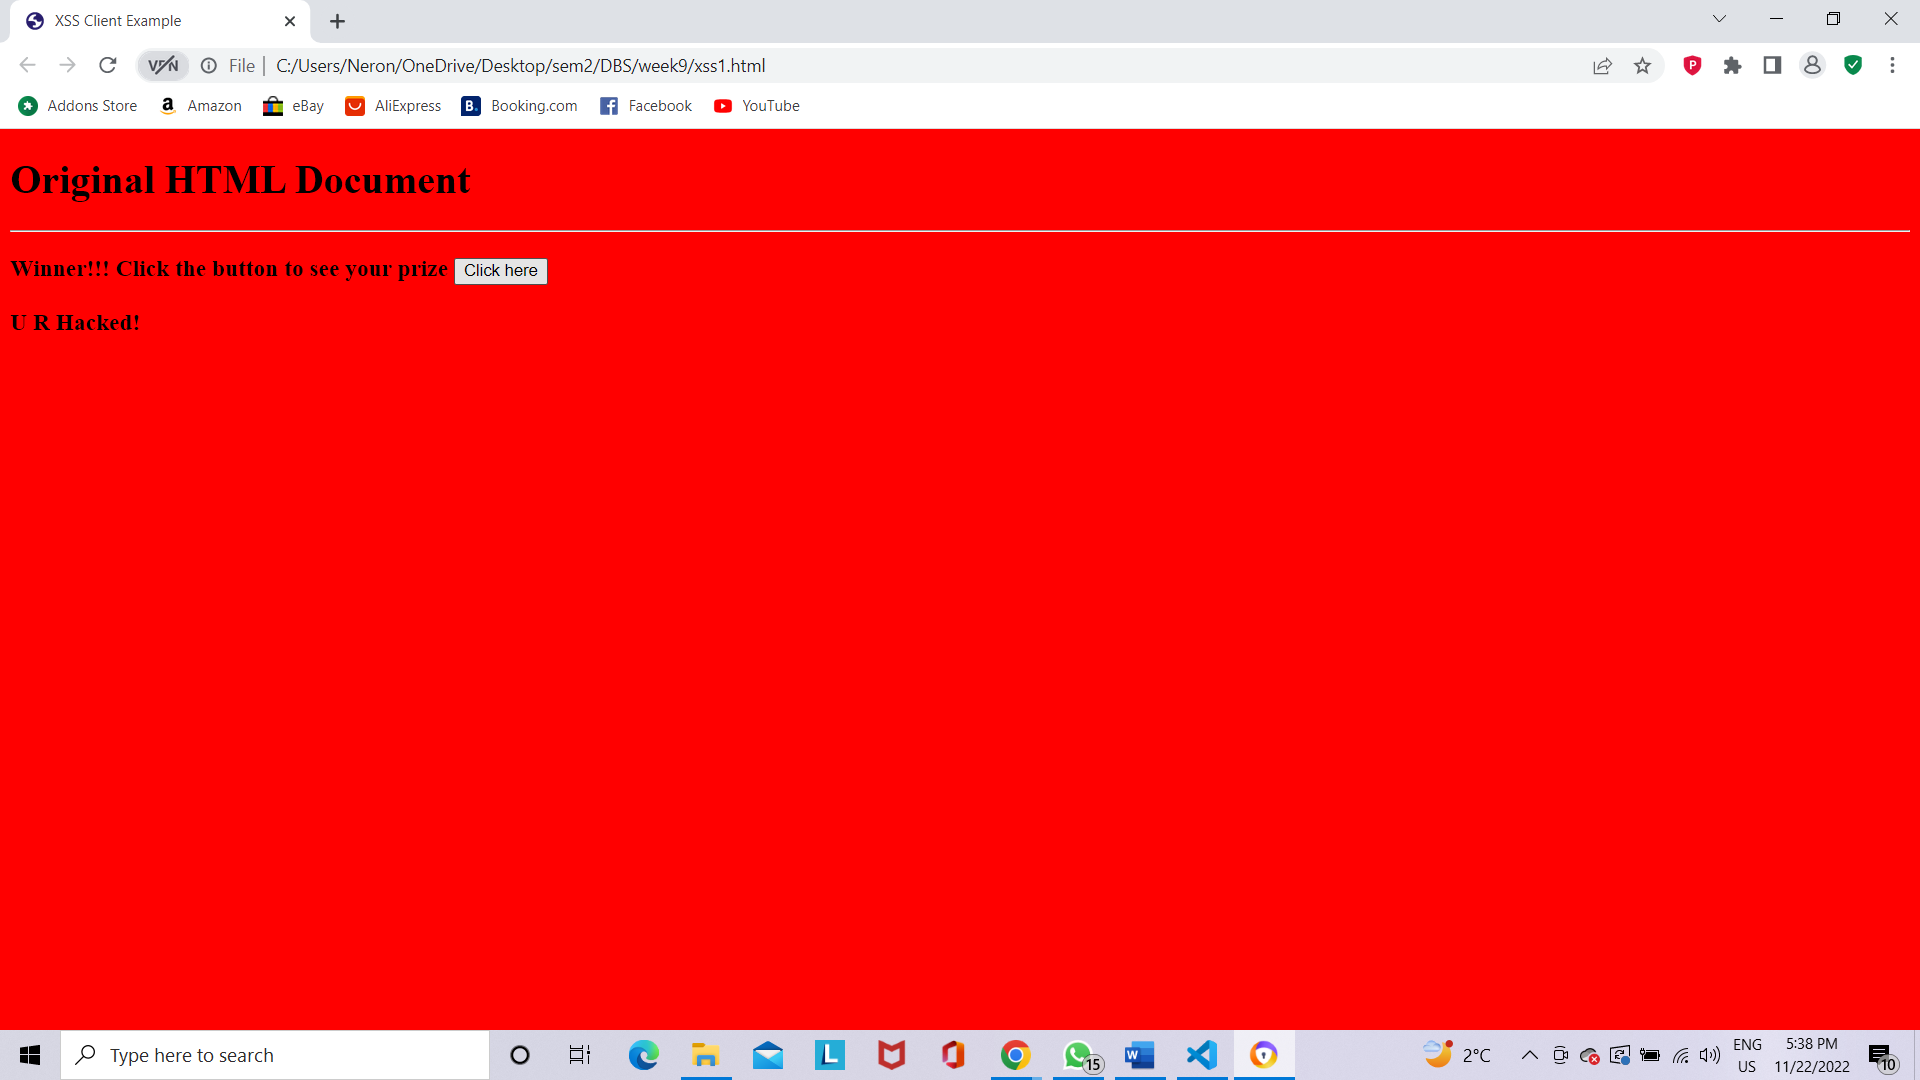 XSS Client Example
VPN
File
C:/Users/Neron/OneDrive/Desktop/sem2/DBS/week9/xss1.html
P
Addons Store
a
Amazon
eBay
AliExpress
B.
Booking.com
Facebook
YouTube
Original HTML Document
Winner!!! Click the button to see your prize
Click here
U R Hacked!
Type here to search
L
15
W
2°C
ENG
US
5:38 PM
11/22/2022
10